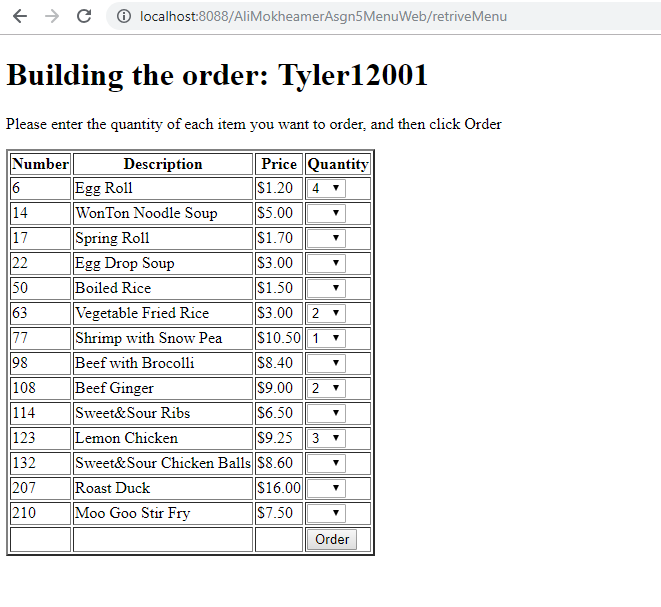 localhost:8088/AliMokheamerAsgn5MenuWeb/retriveMenu
Building the order: Tyler12001
Please enter the quantity of each item you want to order, and then click Order
Number Description Price Quantity
6 Egg Roll $1.20 4
14 WonTon Noodle Soup $5.00
17 Spring Roll $1.70
22 Egg Drop Soup $3.00
50 Boiled Rice $1.50
63 Vegetable Fried Rice $3.00 2
77 Shrimp with Snow Pea $10.50 1
98 Beef with Brocolli $8.40
108 Beef Ginger $9.00 2
114 Sweet&Sour Ribs $6.50
123 Lemon Chicken $9.25 3
132 Sweet&Sour Chicken Balls $8.60
207 Roast Duck $16.00
210 Moo Goo Stir Fry $7.50
Order